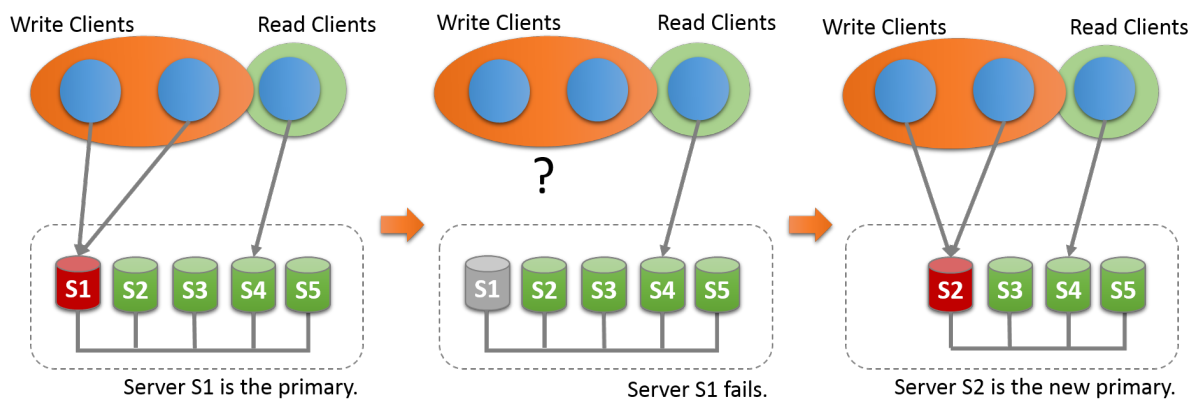 Write Clients Read Clients
S1 S2 S3 S4 S5
Server S1 is the primary.
Write Clients Read Clients
?
S1 S2 S3 S4 S5
Server S1 fails.
Write Clients Read Clients
S2 S3 S4 S5
Server S2 is the new primary.